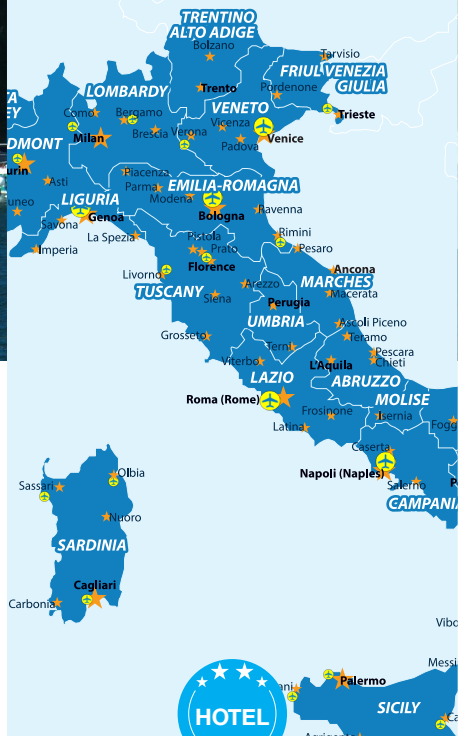 TRENTINO
ALTO ADIGE
Bolzano
Tarvisio
FRIUL VENEZIA
GIULIA
Trento
Pordenone
LOMBARDY
VENETO
Como
Bergamo
Vicenza
Trieste
Milan
Brescia
Verona
Padova
Venice
Asti
Piacenza
Parma
EMILIA-ROMAGNA
Modena
LIGURIA
Bologna
Ravenna
Savona
Genoa
La Spezia
Imperia
Pistola
Prato
Rimini
Pesaro
Florence
Livorno
Ancona
Arezzo
MARCHES
Macerata
TUSCANY
Siena
Perugia
UMBRIA
Ascoli Piceno
Grosseto
Teramo
Terni
Viterbo
Pescara
Chieti
L'Aquila
LAZIO
ABRUZZO
Roma (Rome)
MOLISE
Frosinone
Isernia
Latina
Caserta
Napoli (Naples)
Salerno
CAMPANIA
Olbia
Sassari
Nuoro
SARDINIA
Cagliari
Carbonia
Palermo
SICILY
HOTEL